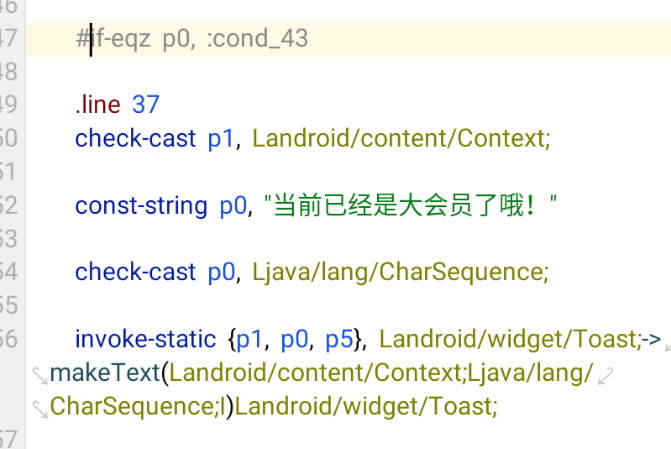 46
47 #if-eqz p0, :cond_43
48
49 .line 37
50 check-cast p1, Landroid/content/Context;
51
52 const-string p0, "当前已经是大会员了哦！"
53
54 check-cast p0, Ljava/lang/CharSequence;
55
56 invoke-static {p1, p0, p5}, Landroid/widget/Toast;->
makeText(Landroid/content/Context;Ljava/lang/
CharSequence;I)Landroid/widget/Toast;
57